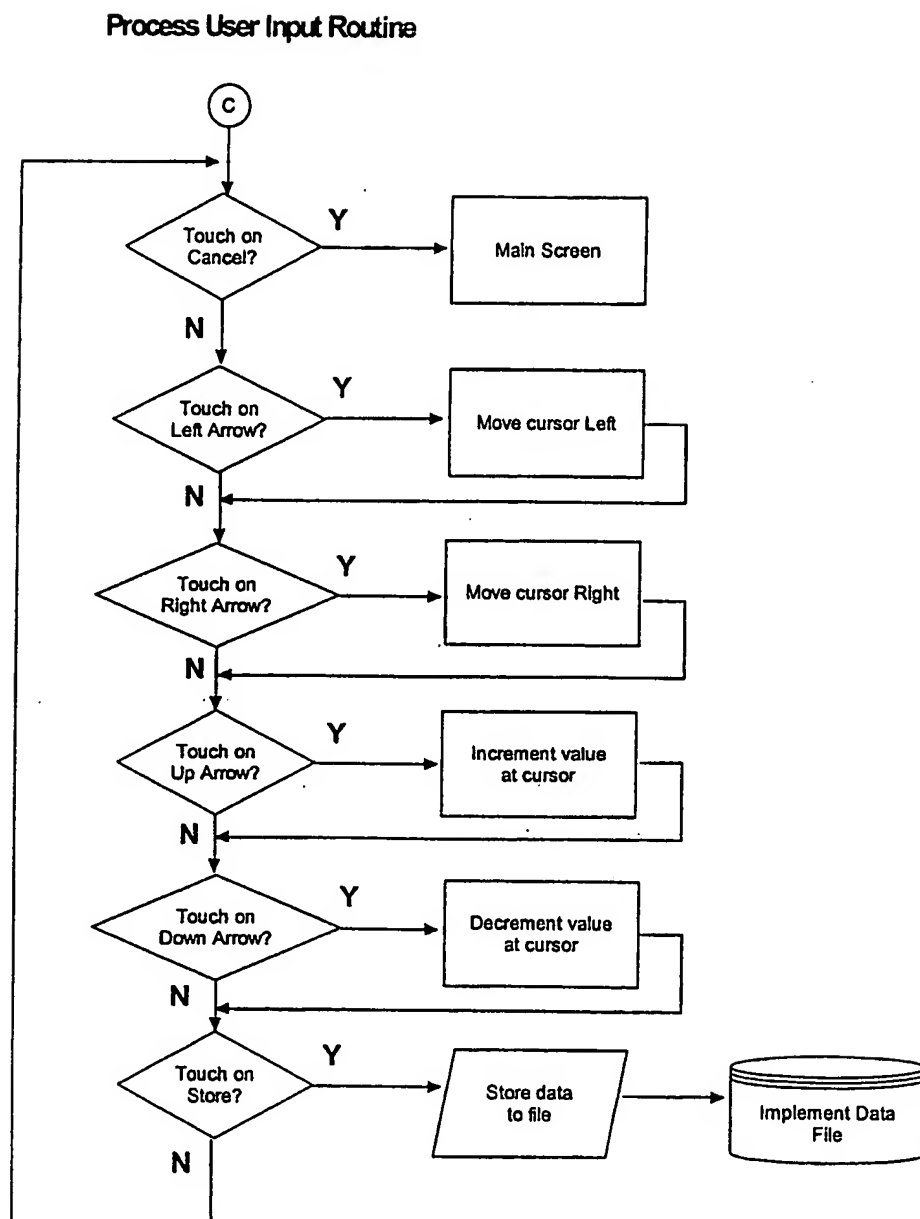 Process User Input Routine
C
Touch on
Cancel?
Y
Main Screen
N
Touch on
Left Arrow?
Y
Move cursor Left
N
Touch on
Right Arrow?
Y
Move cursor Right
N
Touch on
Up Arrow?
Y
Increment value
at cursor
N
Touch on
Down Arrow?
Y
Decrement value
at cursor
N
Touch on
Store?
Y
Store data
to file
Implement Data
File
N